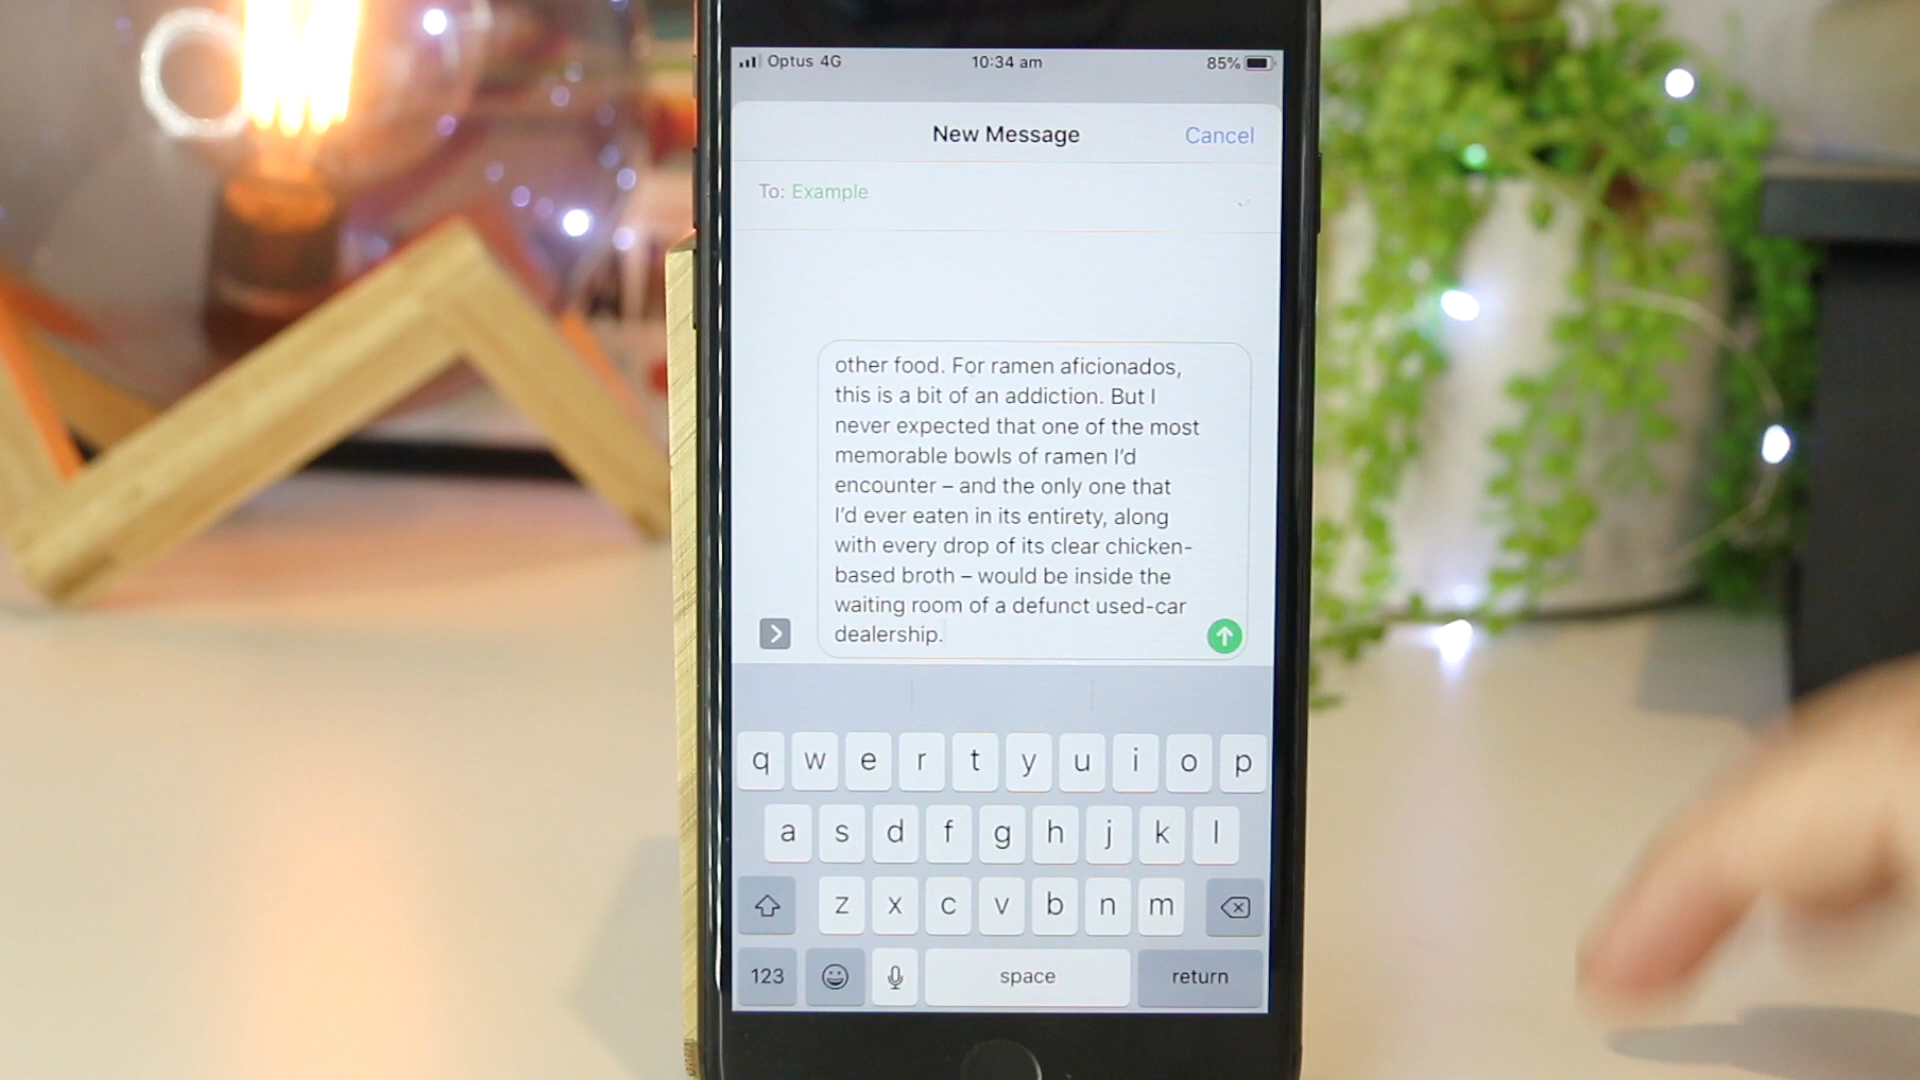 Optus 4G 10:34 am 85%
New Message Cancel
To: Example
other food. For ramen aficionados,
this is a bit of an addiction. But I
never expected that one of the most
memorable bowls of ramen I’d
encounter – and the only one that
I’d ever eaten in its entirety, along
with every drop of its clear chicken-
based broth – would be inside the
waiting room of a defunct used-car
dealership.
q w e r t y u i o p
a s d f g h j k l
z x c v b n m
123 space return